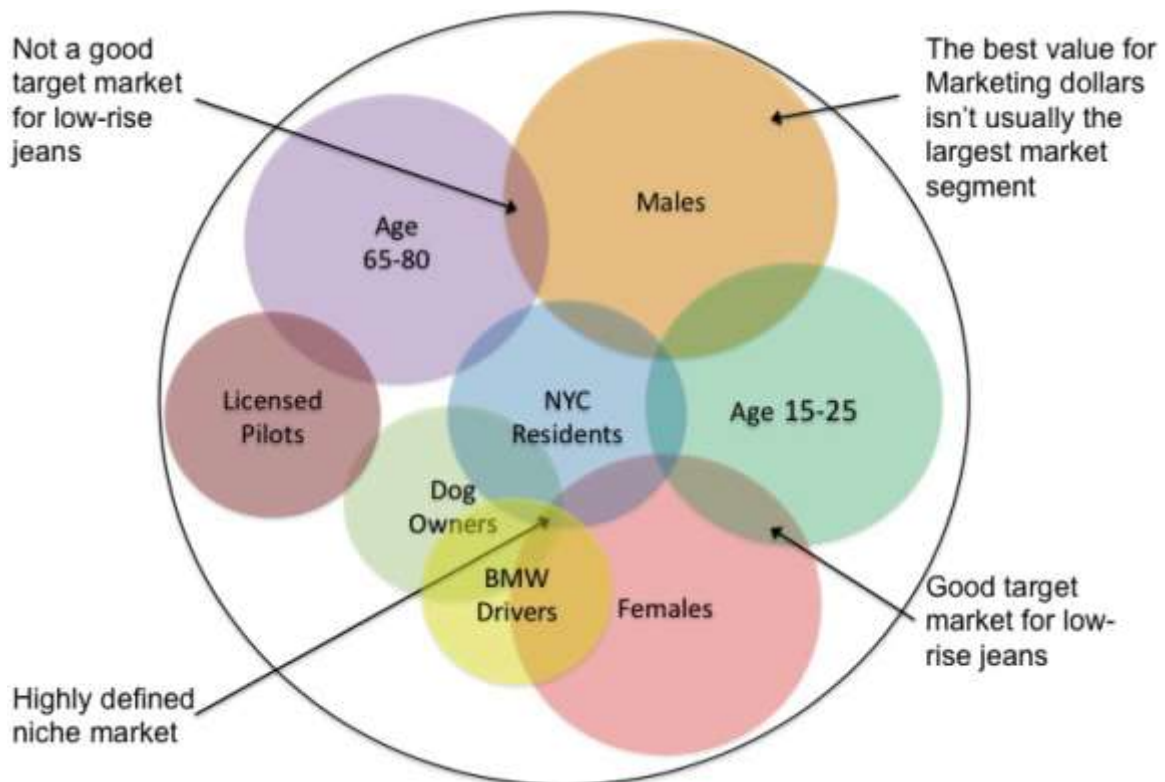 Not a good
target market
for low-rise
jeans
The best value for
Marketing dollars
isn't usually the
largest market
segment
Males
Age
65-80
Licensed
Pilots
NYC
Residents
Age 15-25
Dog
Owners
BMW
Drivers
Females
Good target
market for low-
rise jeans
Highly defined
niche market